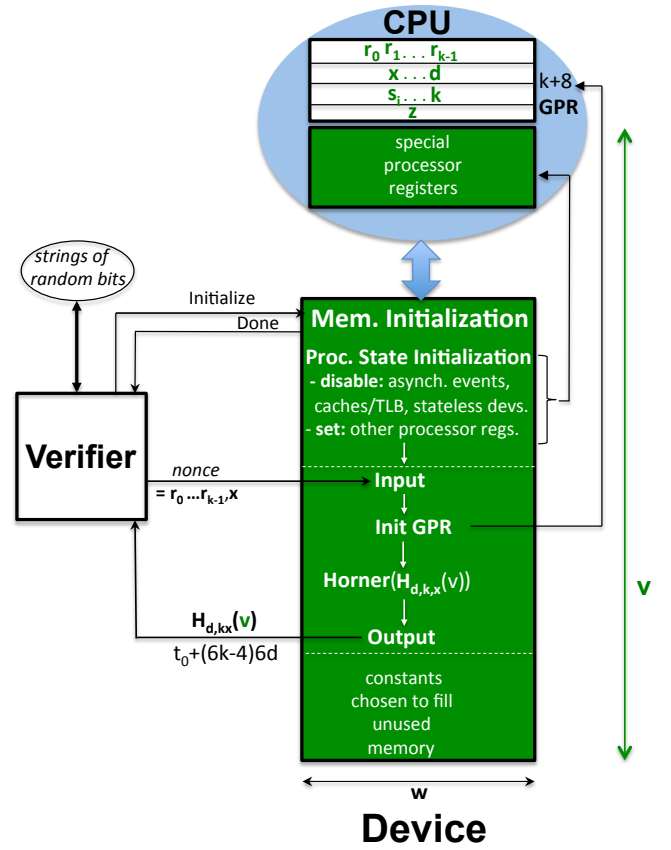 CPU
r0 r1 . . . rk-1
x . . . d
si. . . k
z
k+8
GPR
special
processor
registers
strings of
random bits
Initialize
Done
Mem. Initialization
Proc. State Initialization
- disable: asynch. events,
caches/TLB, stateless devs.
- set: other processor regs.
Verifier
nonce
= r0 ...rk-1,x
Input
Init GPR
Horner(Hd,k,x(v))
v
Hd,kx(v)
Output
t0+(6k-4)6d
constants
chosen to fill
unused
memory
w
Device